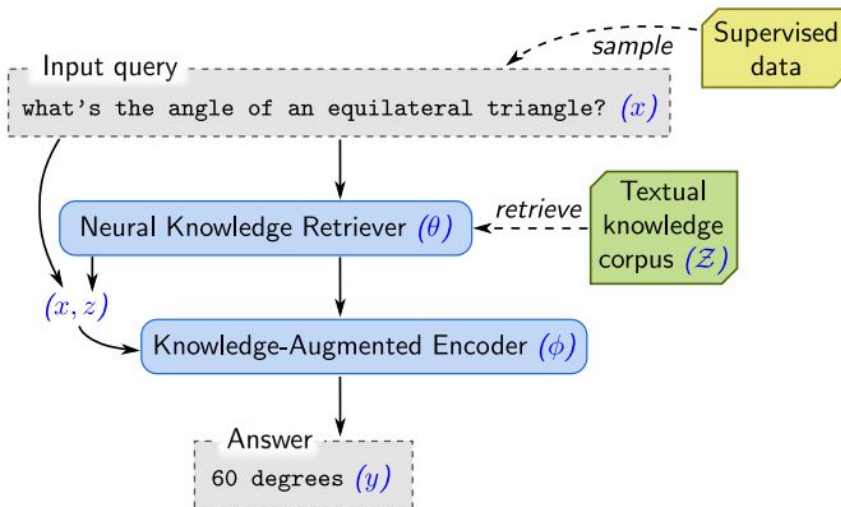 Supervised
data
sample
Input query
what's the angle of an equilateral triangle? (x)
Neural Knowledge Retriever (θ)
retrieve
Textual
knowledge
corpus (𝒵)
(x, z)
Knowledge-Augmented Encoder (ϕ)
Answer
60 degrees (y)